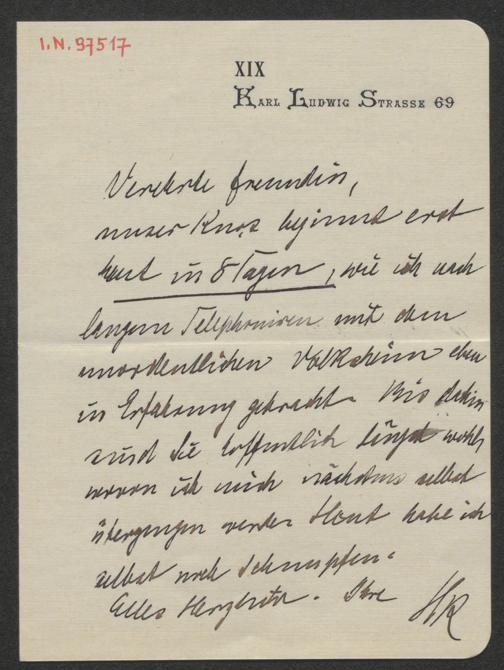 I.N. 97517
XIX
KARL LUDWIG STRASSE 69
Verehrte Freundin,
unser Kurs beginnt erst
heut in 8 Tagen, wie ich nach
langem Telephonieren mit dem
unordentlichen Volksheim eben
in Erfahrung gebracht. Bis dahin
sind Sie hoffentlich längst wohl,
wovon ich mich nächstens selbst
überzeugen werde. Heut habe ich
selbst noch Schnupfen.
Alles Herzliche. Ihre